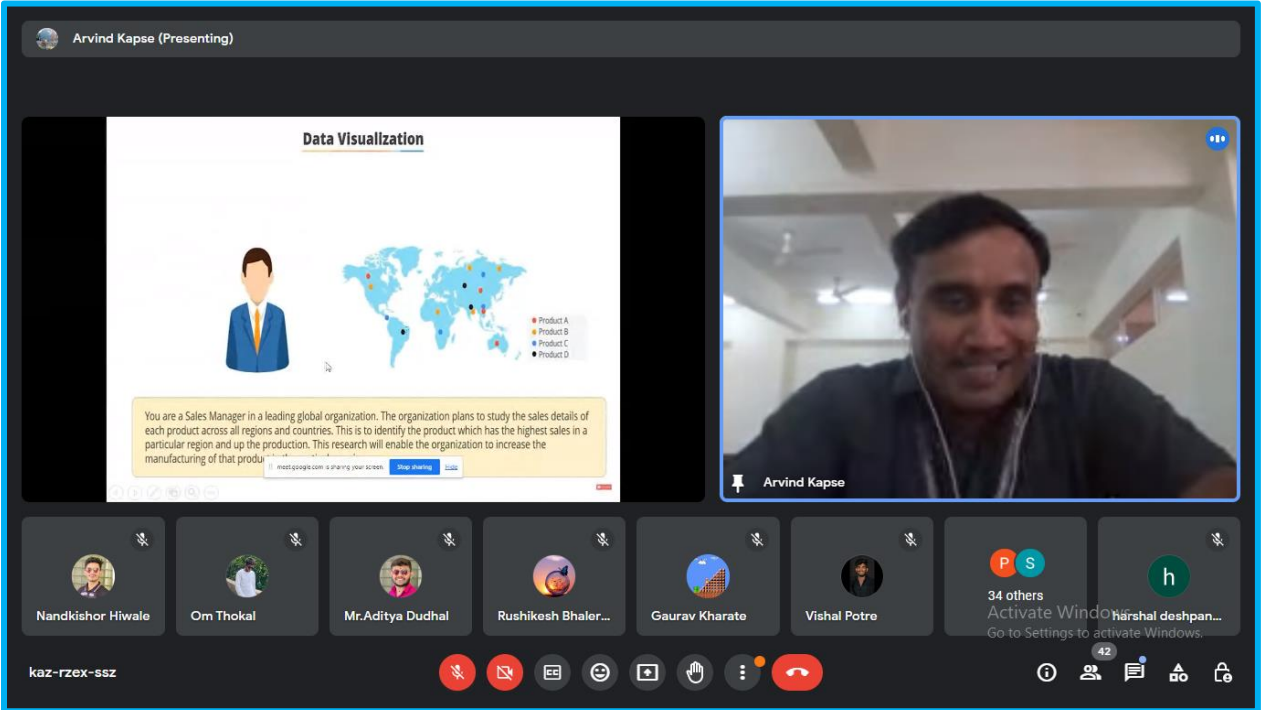 Arvind Kapse (Presenting)
Data Visualization
Product A
Product B
Product C
Product D
You are a Sales Manager in a leading global organization. The organization plans to study the sales details of
each product across all regions and countries. This is to identify the product which has the highest sales in a
particular region and up the production. This research will enable the organization to increase the
manufacturing of that produ
meet.google.com is sharing your screen.
Stop sharing
Hide
Arvind Kapse
Nandkishor Hiwale
Om Thokal
Mr.Aditya Dudhal
Rushikesh Bhaler...
Gaurav Kharate
Vishal Potre
P S
34 others
h
harshal deshpan...
Activate Windows
Go to Settings to activate Windows.
kaz-rzex-ssz
CC
42